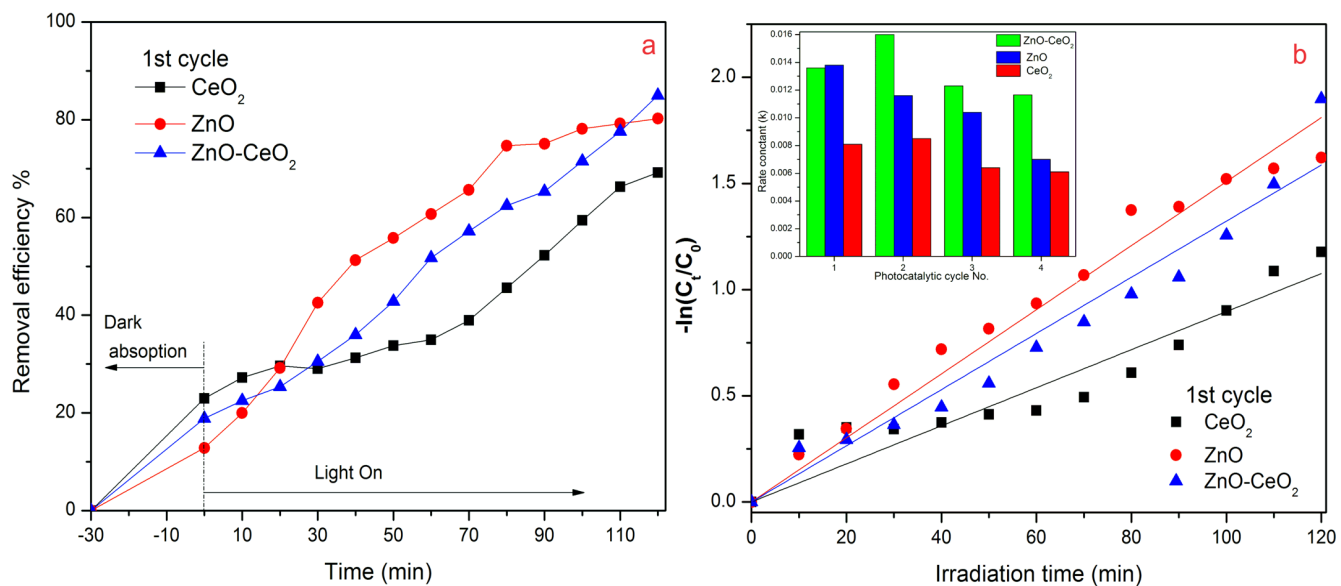 a
1st cycle
CeO₂
ZnO
ZnO-CeO₂
Dark
absoption
Light On
Removal efficiency %
0
20
40
60
80
100
-30
-10
10
30
50
70
90
110
Time (min)
b
-ln(Cₜ/C₀)
0.0
0.5
1.0
1.5
2.0
0
20
40
60
80
100
120
Irradiation time (min)
1st cycle
CeO₂
ZnO
ZnO-CeO₂
Rate conctant (k)
0.000
0.002
0.004
0.006
0.008
0.010
0.012
0.014
0.016
1
2
3
4
Photocatalytic cycle No.
ZnO-CeO₂
ZnO
CeO₂